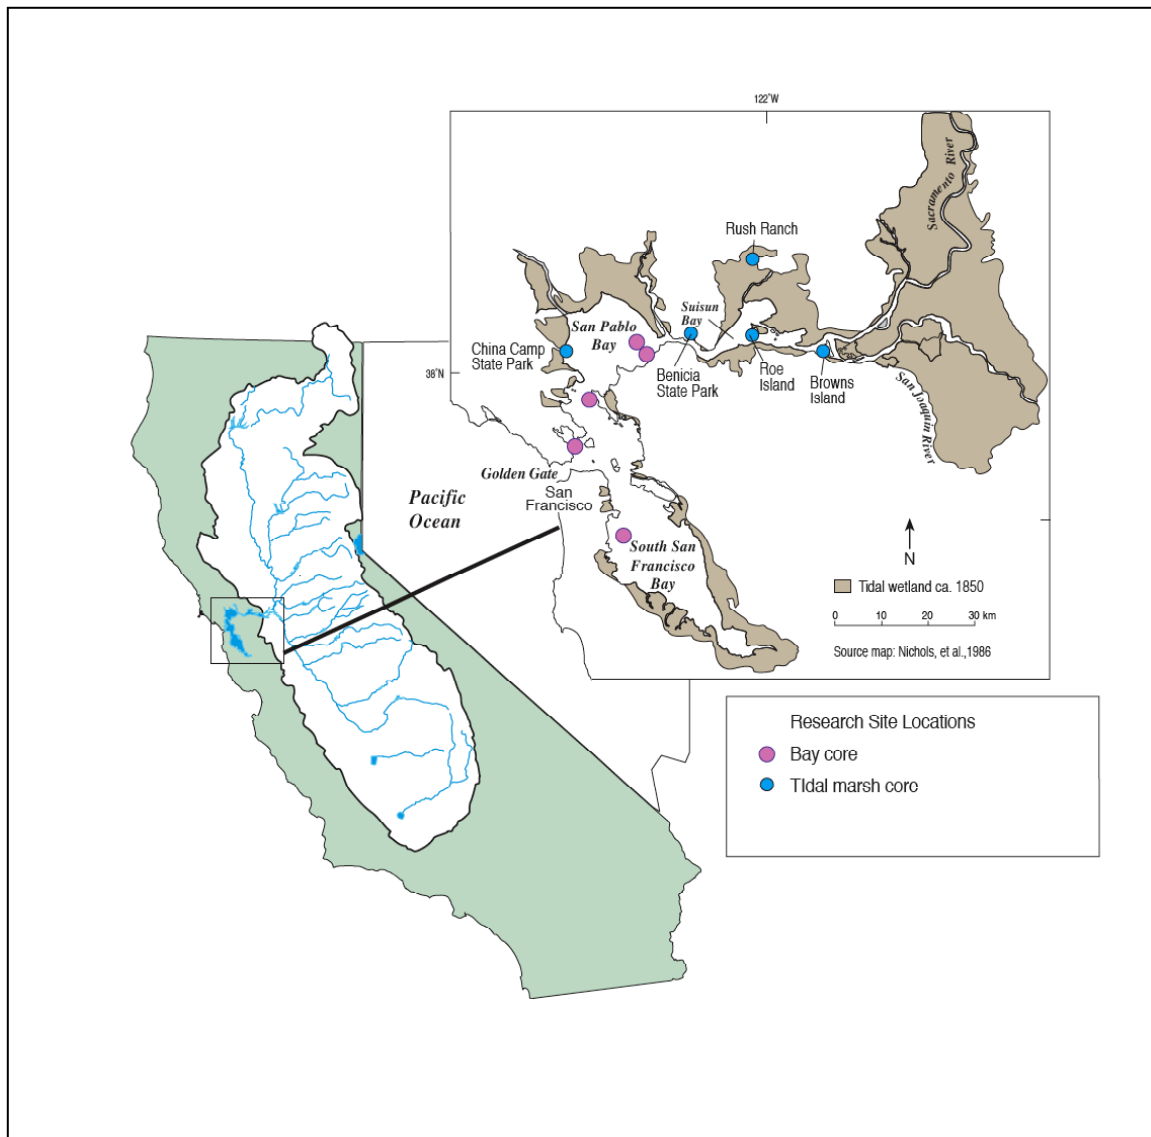 122°W
Sacramento River
Rush Ranch
Suisun
Bay
San Pablo
Bay
China Camp
State Park
38°N
Benicia
State Park
Roe
Island
Browns
Island
San Joaquin River
Golden Gate
San
Francisco
Pacific
Ocean
South San
Francisco
Bay
N
Tidal wetland ca. 1850
0 10 20 30 km
Source map: Nichols, et al.,1986
Research Site Locations
Bay core
TIdal marsh core